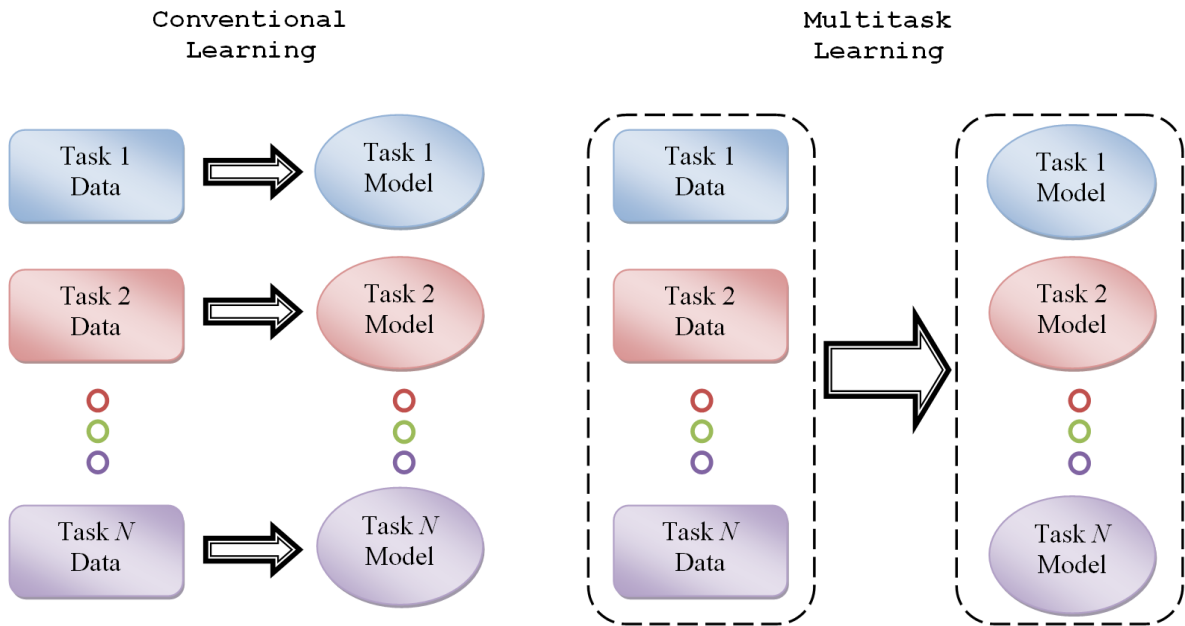 Conventional
Learning
Task 1
Data
Task 1
Model
Task 2
Data
Task 2
Model
Task N
Data
Task N
Model
Multitask
Learning
Task 1
Data
Task 1
Model
Task 2
Data
Task 2
Model
Task N
Data
Task N
Model